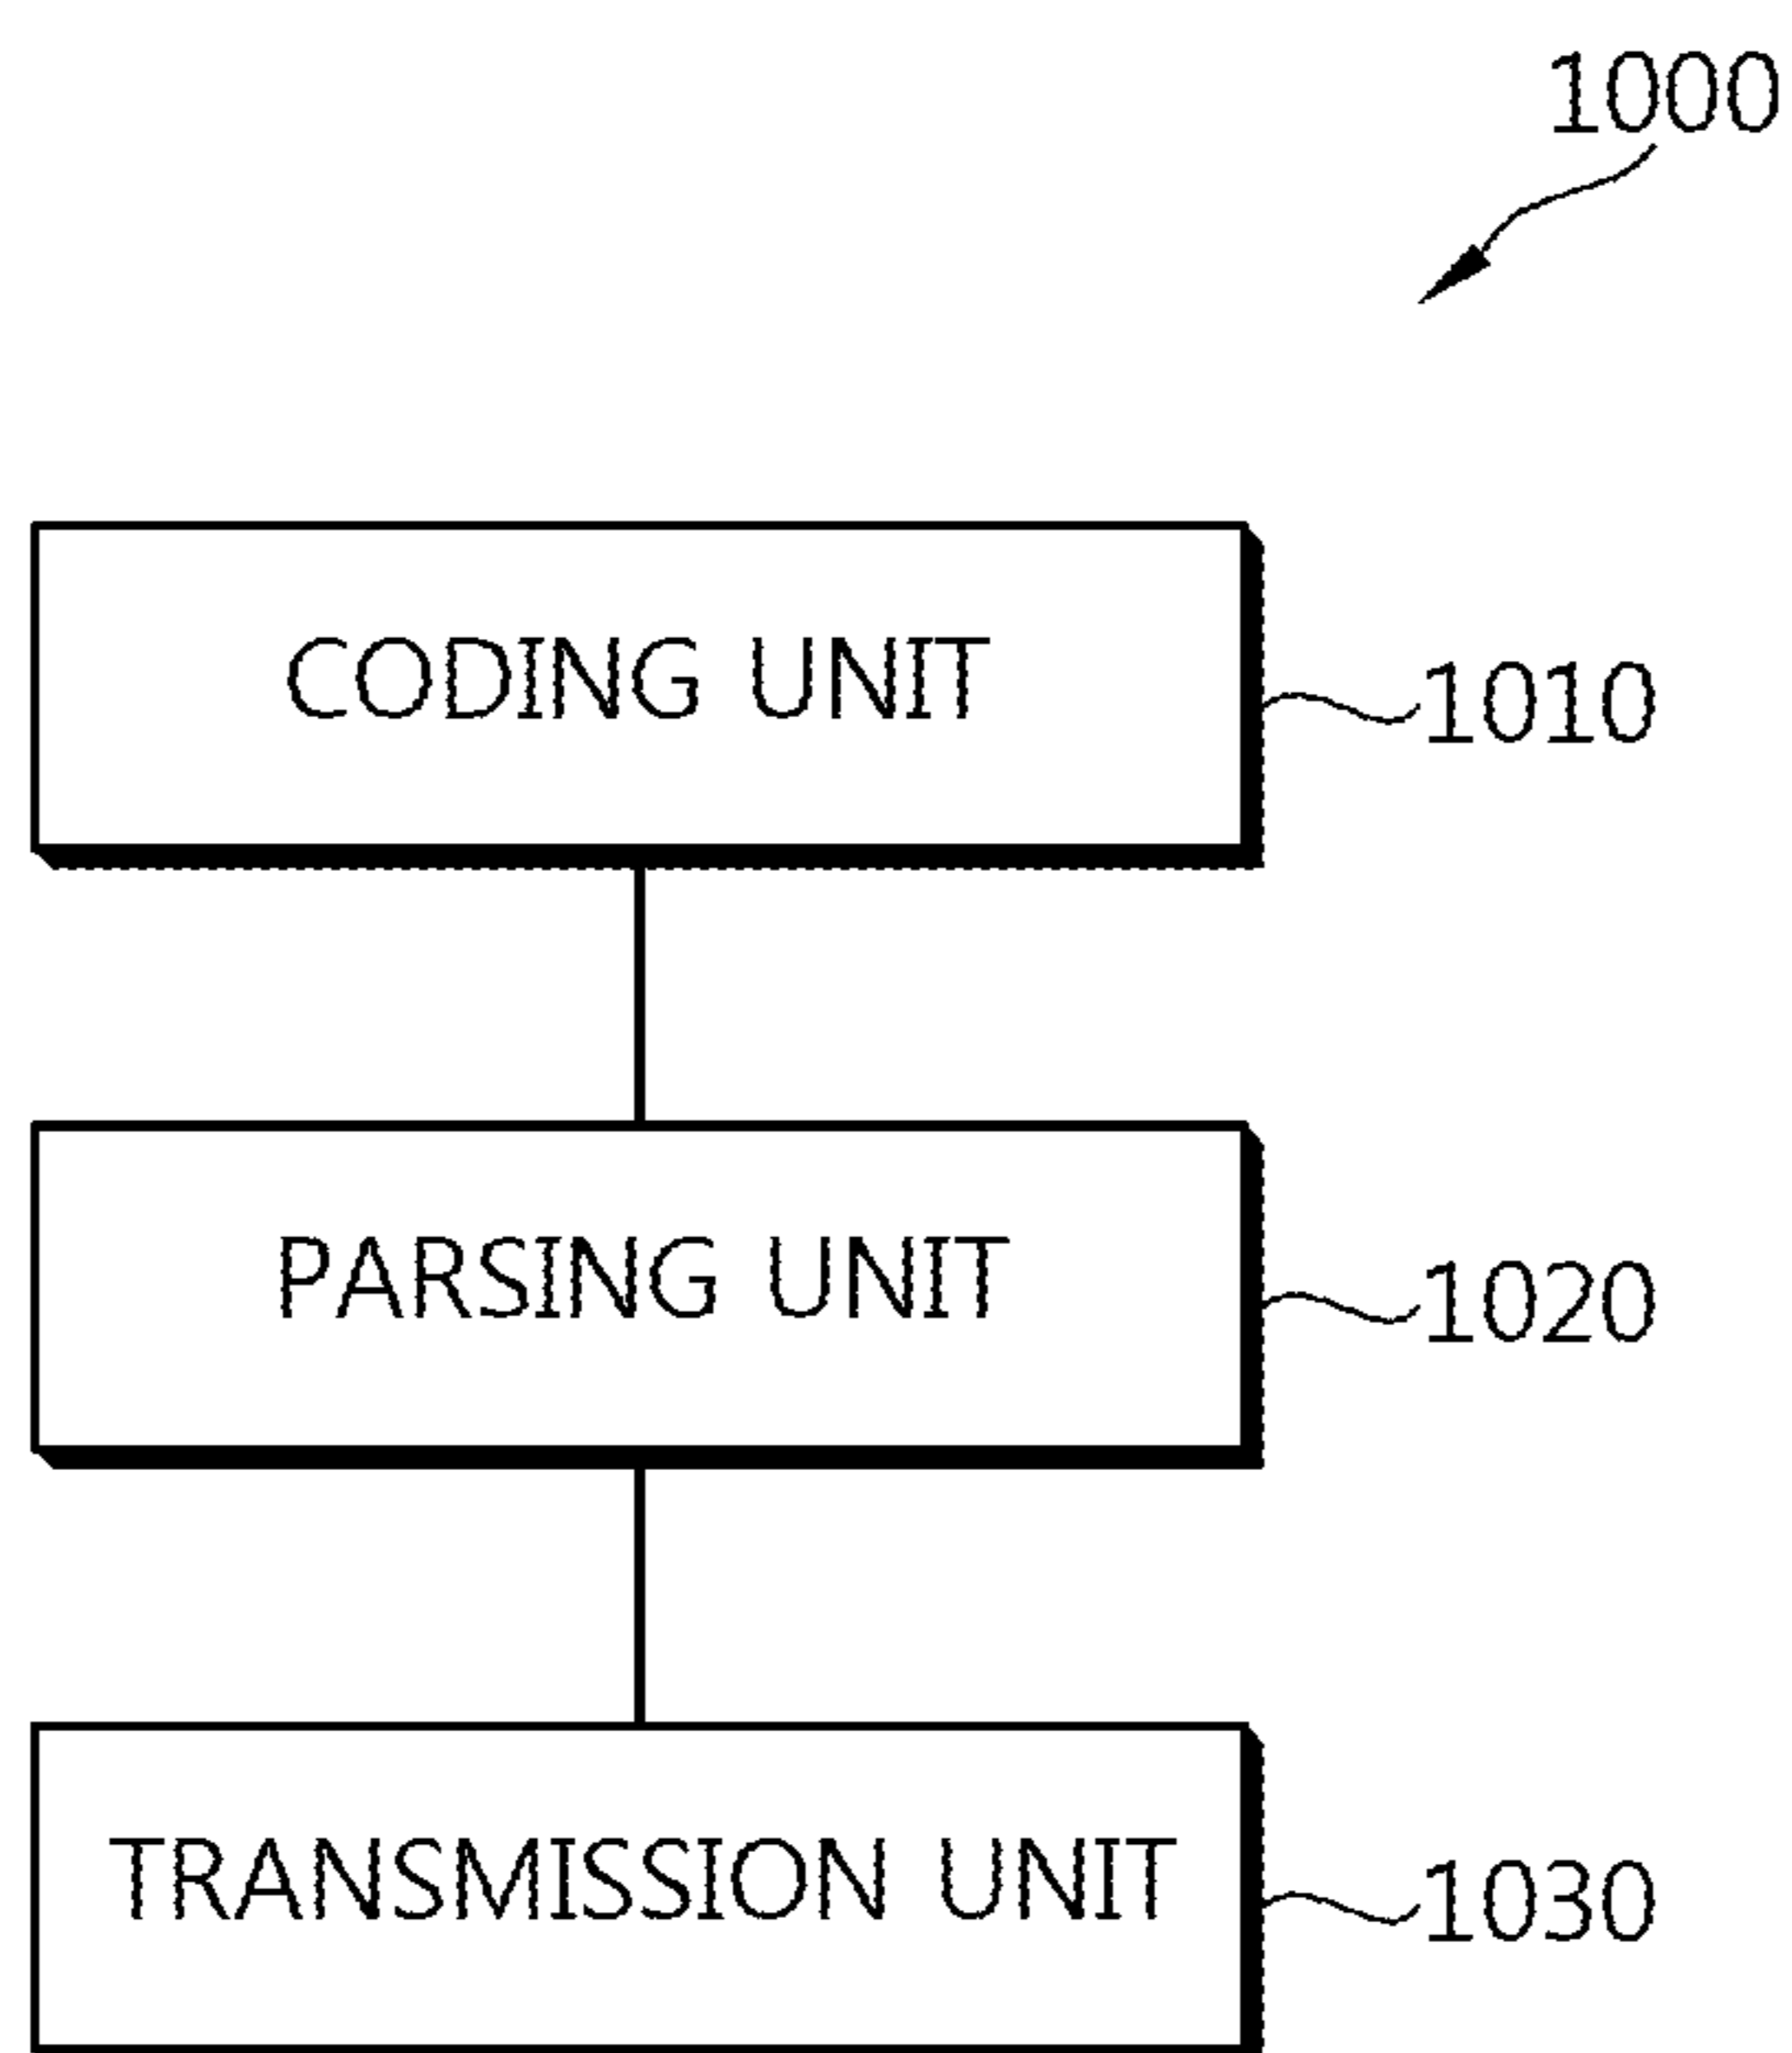 1000
CODING UNIT
1010
PARSING UNIT
1020
TRANSMISSION UNIT
1030